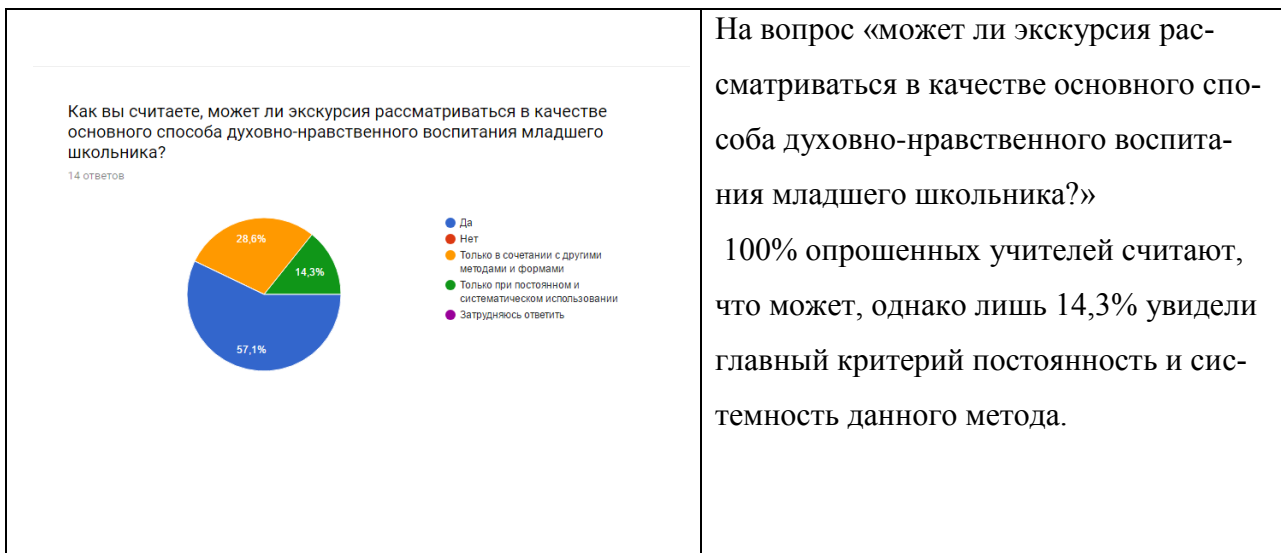 Как вы считаете, может ли экскурсия рассматриваться в качестве
основного способа духовно-нравственного воспитания младшего
школьника?
14 ответов
28,6%
14,3%
57,1%
Да
Нет
Только в сочетании с другими
методами и формами
Только при постоянном и
систематическом использовании
Затрудняюсь ответить
На вопрос «может ли экскурсия рас-
сматриваться в качестве основного спо-
соба духовно-нравственного воспита-
ния младшего школьника?»
100% опрошенных учителей считают,
что может, однако лишь 14,3% увидели
главный критерий постоянность и сис-
темность данного метода.